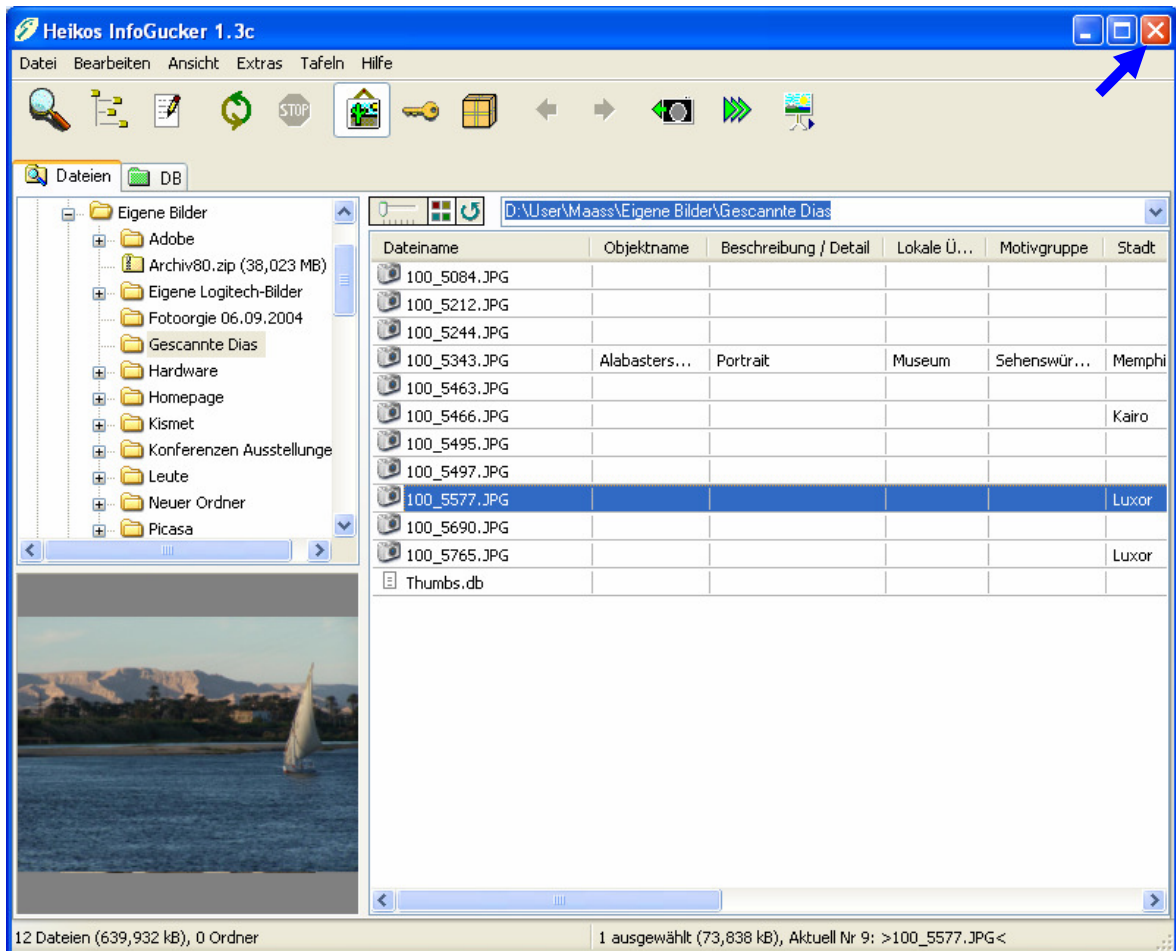 Heikos InfoGucker 1.3c
Datei Bearbeiten Ansicht Extras Tafeln Hilfe
STOP
Dateien DB
Eigene Bilder
Adobe
Archiv80.zip (38,023 MB)
Eigene Logitech-Bilder
Fotoorgie 06.09.2004
Gescannte Dias
Hardware
Homepage
Kismet
Konferenzen Ausstellunge
Leute
Neuer Ordner
Picasa
D:\User\Maass\Eigene Bilder\Gescannte Dias
Dateiname Objektname Beschreibung / Detail Lokale Ü... Motivgruppe Stadt
100_5084.JPG
100_5212.JPG
100_5244.JPG
100_5343.JPG Alabasters... Portrait Museum Sehenswür... Memphi
100_5463.JPG
100_5466.JPG Kairo
100_5495.JPG
100_5497.JPG
100_5577.JPG Luxor
100_5690.JPG
100_5765.JPG Luxor
Thumbs.db
12 Dateien (639,932 kB), 0 Ordner
1 ausgewählt (73,838 kB), Aktuell Nr 9: >100_5577.JPG<